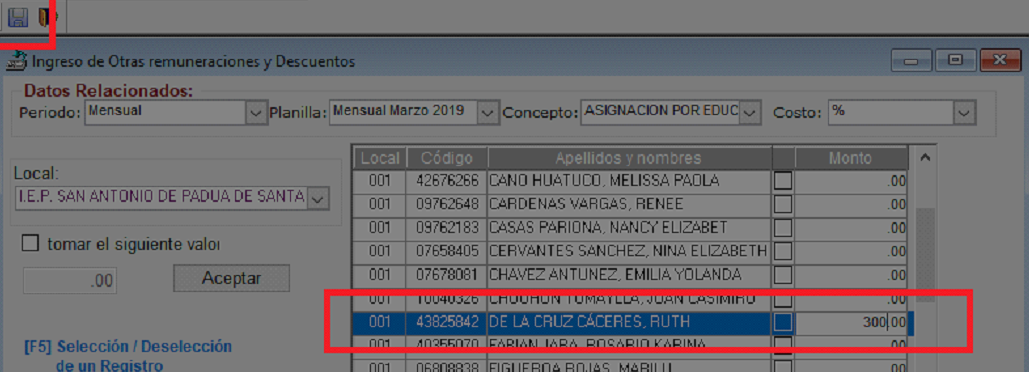 Ingreso de Otras remuneraciones y Descuentos
Datos Relacionados:
Periodo: Mensual Planilla: Mensual Marzo 2019 Concepto: ASIGNACION POR EDUC Costo: %
Local:
I.E.P. SAN ANTONIO DE PADUA DE SANTA
tomar el siguiente valor
.00 Aceptar
[F5] Selección / Deselección
de un Registro
Local Código Apellidos y nombres Monto
001 42676266 CANO HUATUCO, MELISSA PAOLA .00
001 09762648 CARDENAS VARGAS, RENEE .00
001 09762183 CASAS PARIONA, NANCY ELIZABET .00
001 07658405 CERVANTES SANCHEZ, NINA ELIZABETH .00
001 07678081 CHAVEZ ANTUNEZ, EMILIA YOLANDA .00
001 10040326 CHUCHON TUMAYLLA, JUAN CASIMIRO .00
001 43825842 DE LA CRUZ CÁCERES, RUTH 300.00
001 40355070 FABIAN JARA, ROSARIO KARINA .00
001 06808838 FIGUEROA ROJAS, MARILU .00